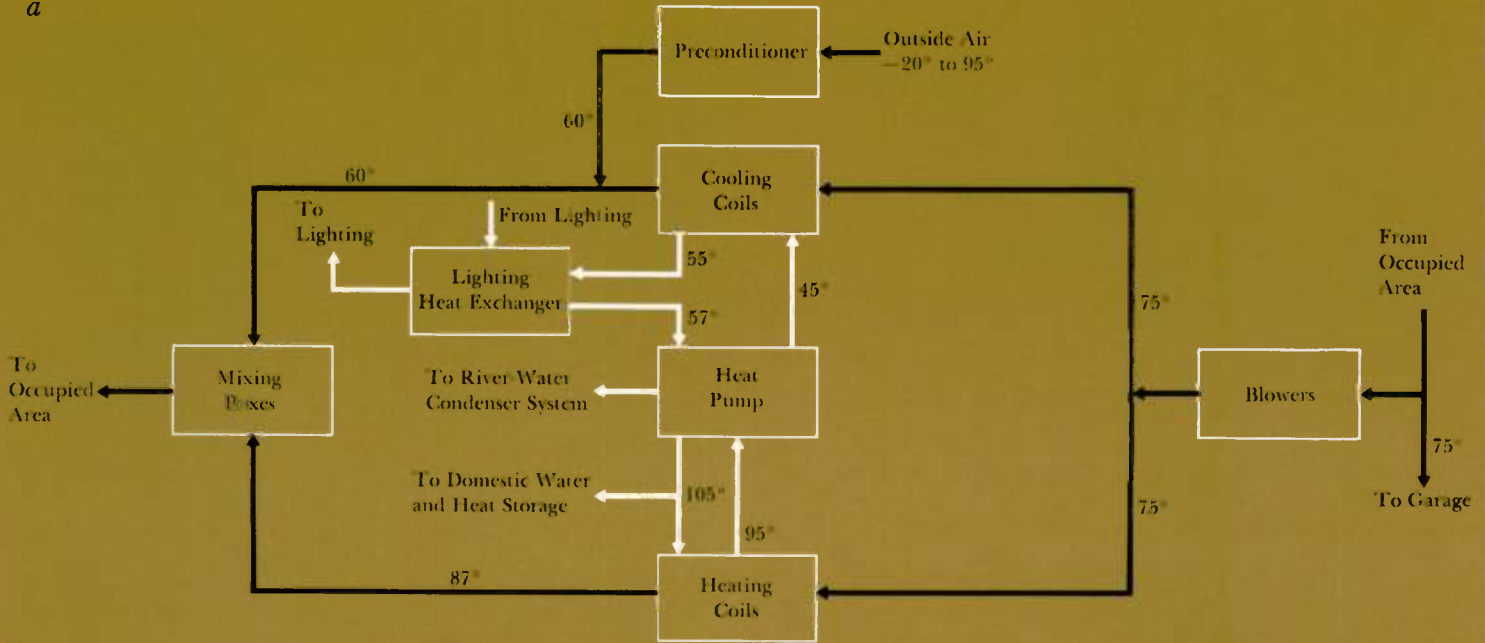 a
Preconditioner
Outside Air
−20° to 95°
60°
60°
Cooling
Coils
To
Lighting
From Lighting
55°
Lighting
Heat Exchanger
57°
45°
75°
From
Occupied
Area
To
Occupied
Area
Mixing
Boxes
To River Water
Condenser System
Heat
Pump
Blowers
75°
To Garage
To Domestic Water
and Heat Storage
105°
95°
75°
87°
Heating
Coils